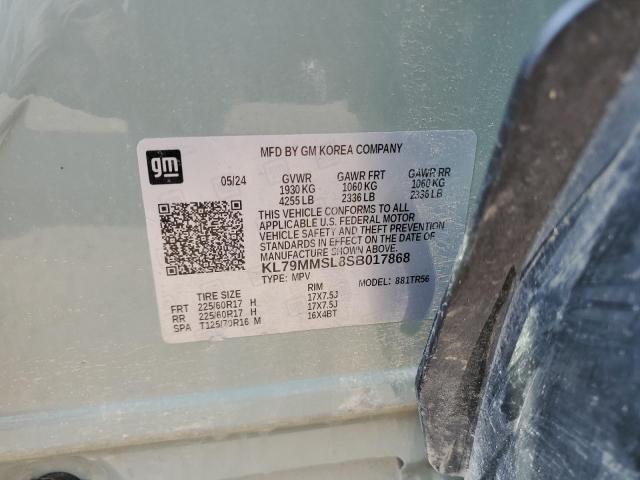 gm
MFD BY GM KOREA COMPANY
05/24 GVWR GAWR FRT GAWR RR
1930 KG 1060 KG 1060 KG
4255 LB 2336 LB 2336 LB
THIS VEHICLE CONFORMS TO ALL
APPLICABLE U.S. FEDERAL MOTOR
VEHICLE SAFETY AND THEFT
PREVENTION STANDARDS IN EFFECT
ON THE DATE OF
MANUFACTURE SHOWN ABOVE.
KL79MMSL8SB017868
TYPE: MPV MODEL: 881TR56
TIRE SIZE RIM
FRT 225/60R17 H 17X7.5J
RR 225/60R17 H 17X7.5J
SPA T125/70R16 M 16X4BT